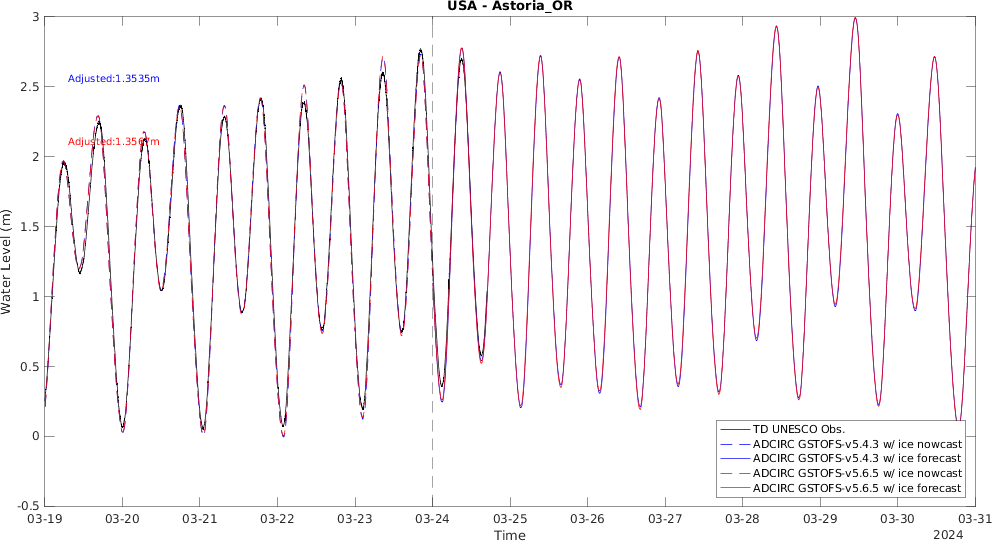 USA - Astoria_OR
3
2.5
2
1.5
1
0.5
0
-0.5
Water Level (m)
Adjusted:1.3535m
Adjusted:1.3567m
TD UNESCO Obs.
ADCIRC GSTOFS-v5.4.3 w/ ice nowcast
ADCIRC GSTOFS-v5.4.3 w/ ice forecast
ADCIRC GSTOFS-v5.6.5 w/ ice nowcast
ADCIRC GSTOFS-v5.6.5 w/ ice forecast
03-19 03-20 03-21 03-22 03-23 03-24 03-25 03-26 03-27 03-28 03-29 03-30 03-31
Time
2024